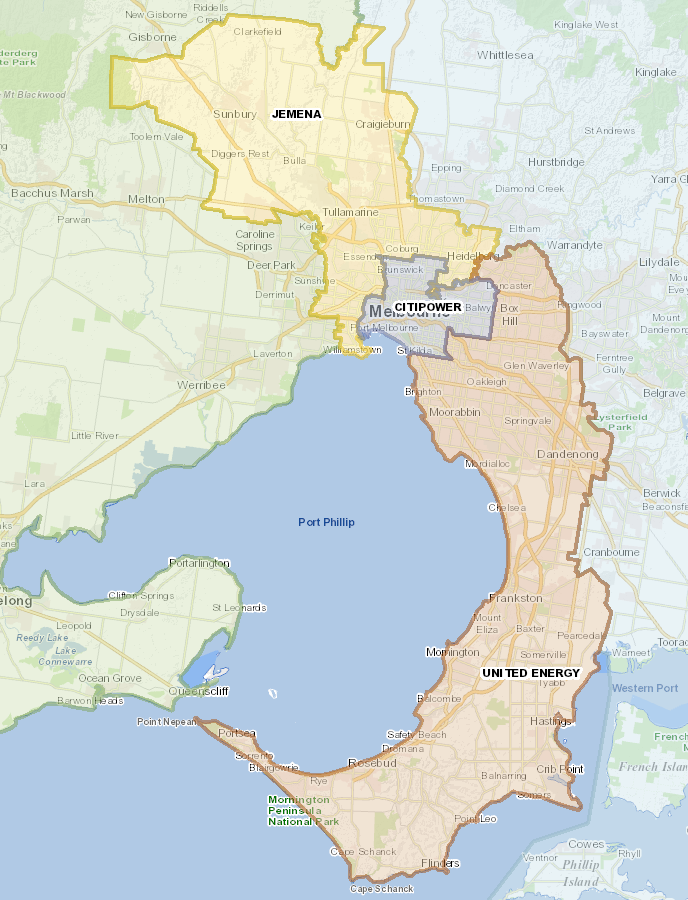 Riddells
Creek
New Gisborne
Gisborne
Clarkefield
Kinglake West
Whittlesea
Kinglake
State Park
Mt Blackwood
Sunbury
JEMENA
Craigieburn
St Andrews
Toolern Vale
Diggers Rest
Bulla
Epping
Hurstbridge
Yarra Gl
Bacchus Marsh
Melton
Diamond Creek
Thomastown
Parwan
Tullamarine
Keilor
Caroline
Springs
Eltham
Coburg
Warrandyte
Essendon
Heidelberg
Lilydale
Deer Park
Brunswick
Sunshine
Doncaster
Derrimut
CITIPOWER
Balwyn
Box
Hill
Ringwood
Melbourne
Port Melbourne
Mount
Dandenong
Bayswater
Williamstown
St Kilda
Laverton
Ferntree
Gully
Glen Waverley
Werribee
Oakleigh
Brighton
Belgrave
Moorabbin
Springvale
Lysterfield
Park
Little River
Dandenong
Mordialloc
Lara
Berwick
Chelsea
Beaconsfi
Port Phillip
Cranbourne
Portarlington
Clifton Springs
Frankston
elong
St Leonards
Drysdale
Mount
Eliza
Leopold
Baxter
Pearcedal
Reedy Lake
Lake
Connewarre
Mornington
Somerville
Warneet
Toorad
UNITED ENERGY
Ocean Grove
Tyabb
Western Port
Queenscliff
Barwon Heads
Balcombe
Point Nepean
Hastings
Portsea
Safety Beach
Dromana
French
Sorrento
Rosebud
Blairgowrie
Crib Point
French Island
Rye
Balnarring
Somers
Mornington
Peninsula
National Park
Point Leo
Cowes
Cape Schanck
Rhyll
Ventnor
Flinders
Phillip
Island
Cape Schanck